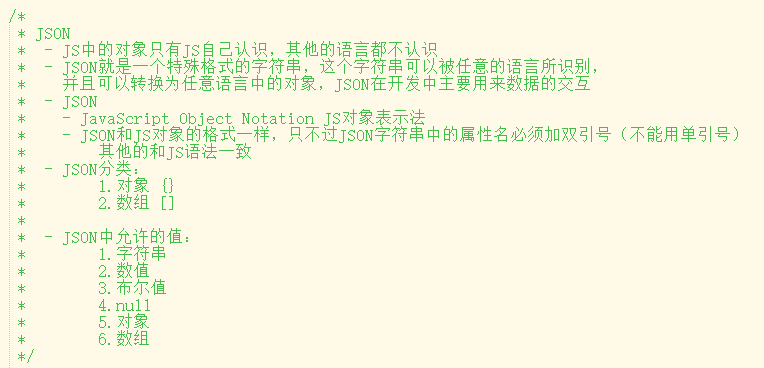 /*
* JSON
* - JS中的对象只有JS自己认识，其他的语言都不认识
* - JSON就是一个特殊格式的字符串，这个字符串可以被任意的语言所识别，
* 并且可以转换为任意语言中的对象，JSON在开发中主要用来数据的交互
* - JSON
* - JavaScript Object Notation JS对象表示法
* - JSON和JS对象的格式一样，只不过JSON字符串中的属性名必须加双引号（不能用单引号）
* 其他的和JS语法一致
* - JSON分类：
* 1.对象 {}
* 2.数组 []
*
* - JSON中允许的值：
* 1.字符串
* 2.数值
* 3.布尔值
* 4.null
* 5.对象
* 6.数组
*/